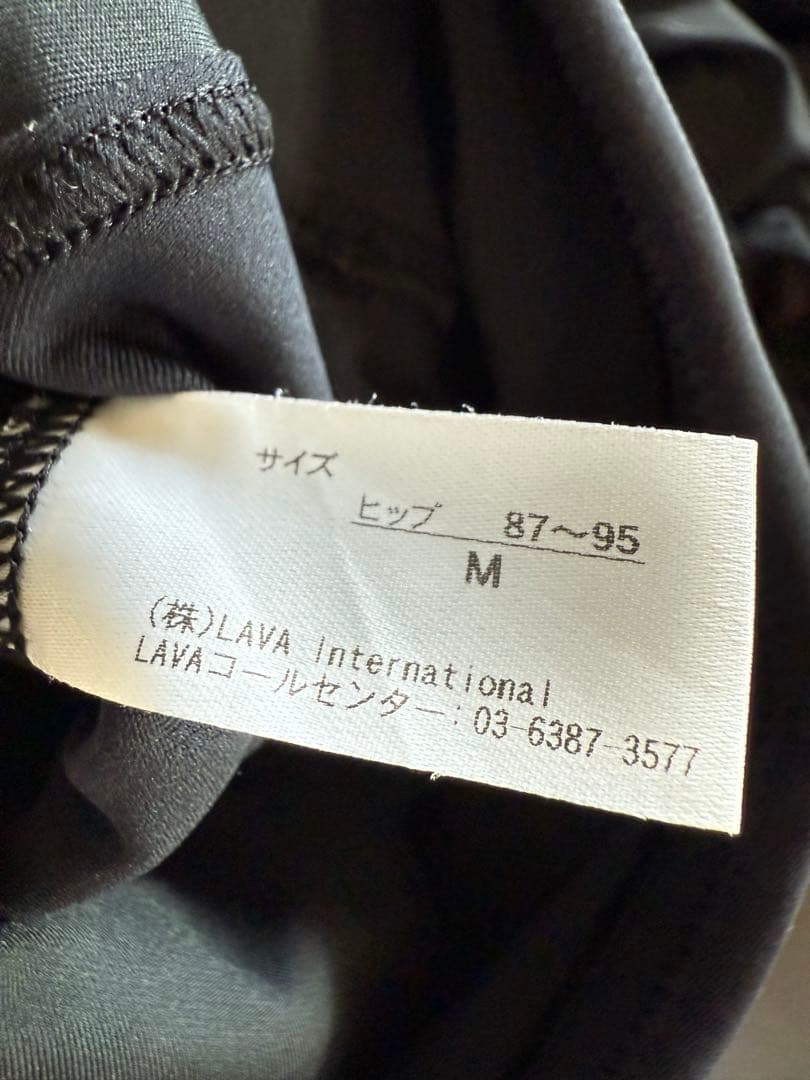 サイズ
ヒップ 87〜95
M
(株)LAVA International
LAVAコールセンター:03-6387-3577